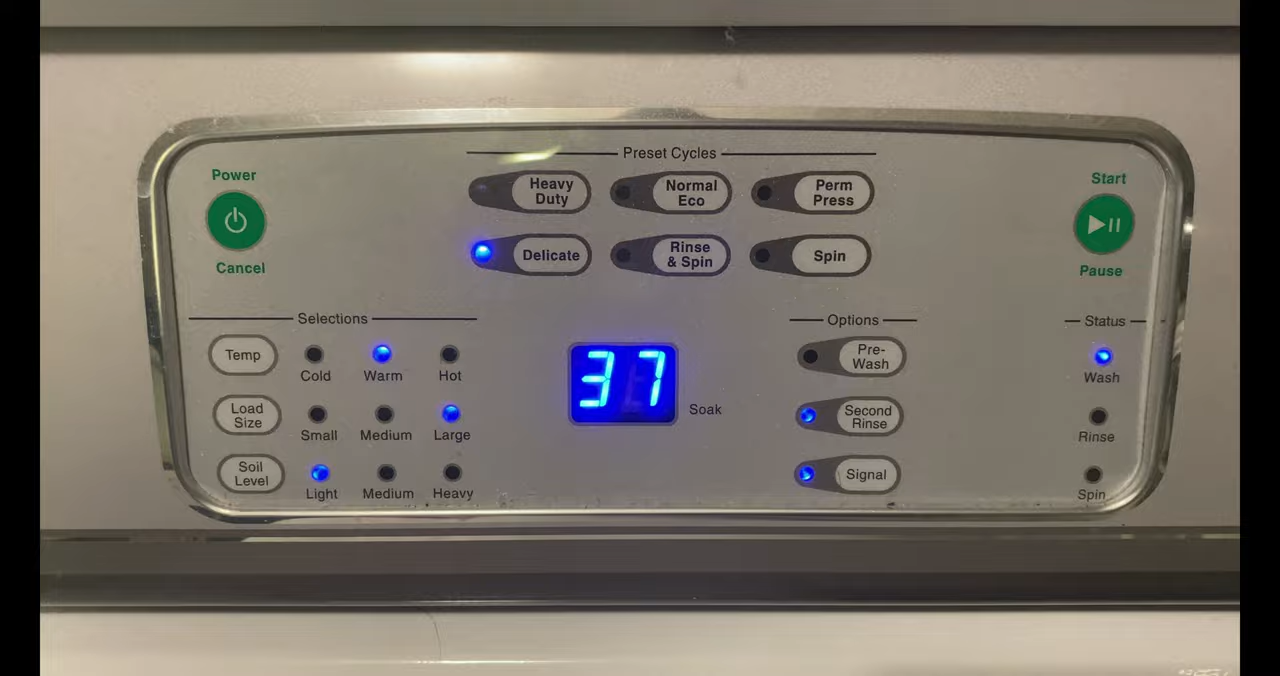 Preset Cycles
Power
Cancel
Heavy
Duty
Normal
Eco
Perm
Press
Delicate
Rinse
& Spin
Spin
Start
Pause
Selections
Temp
Cold
Warm
Hot
Load
Size
Small
Medium
Large
Soil
Level
Light
Medium
Heavy
37
Soak
Options
Pre-
Wash
Second
Rinse
Signal
Status
Wash
Rinse
Spin